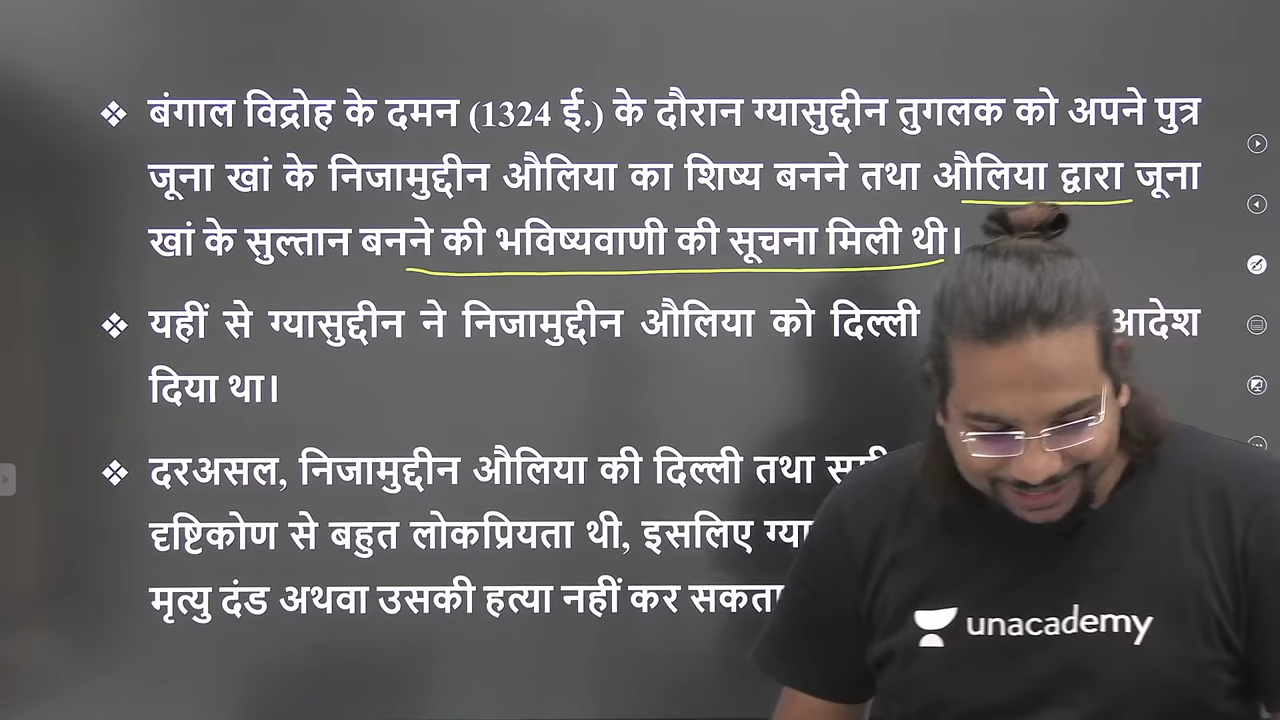 ❖ बंगाल विद्रोह के दमन (1324 ई.) के दौरान ग्यासुद्दीन तुगलक को अपने पुत्र
जूना खां के निजामुद्दीन औलिया का शिष्य बनने तथा औलिया द्वारा जूना
खां के सुल्तान बनने की भविष्यवाणी की सूचना मिली थी।
❖ यहीं से ग्यासुद्दीन ने निजामुद्दीन औलिया को दिल्ली आदेश
दिया था।
❖ दरअसल, निजामुद्दीन औलिया की दिल्ली तथा
दृष्टिकोण से बहुत लोकप्रियता थी, इसलिए
मृत्यु दंड अथवा उसकी हत्या नहीं कर सकता
unacademy